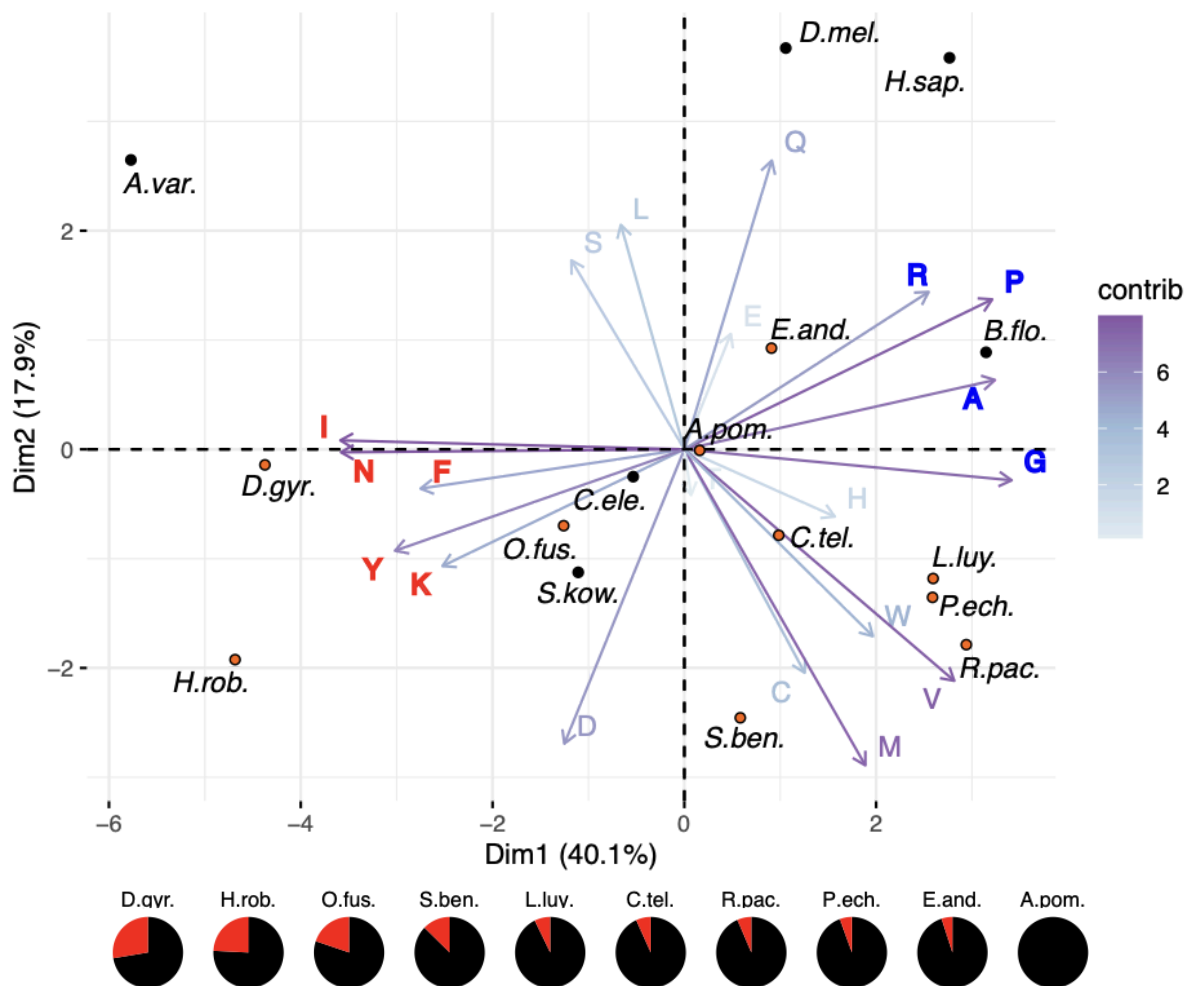 D.mel.
H.sap.
Q
A.var.
L
S
2
R
P
E
E.and.
B.flo.
A
contrib
6
4
2
I
A.pom.
0
N
F
G
D.gyr.
C.ele.
H
O.fus.
C.tel.
Y
K
S.kow.
L.luy.
P.ech.
W
−2
H.rob.
R.pac.
C
V
D
S.ben.
M
−6
−4
−2
0
2
Dim1 (40.1%)
Dim2 (17.9%)
D.gyr.
H.rob.
O.fus.
S.ben.
L.luy.
C.tel.
R.pac.
P.ech.
E.and.
A.pom.